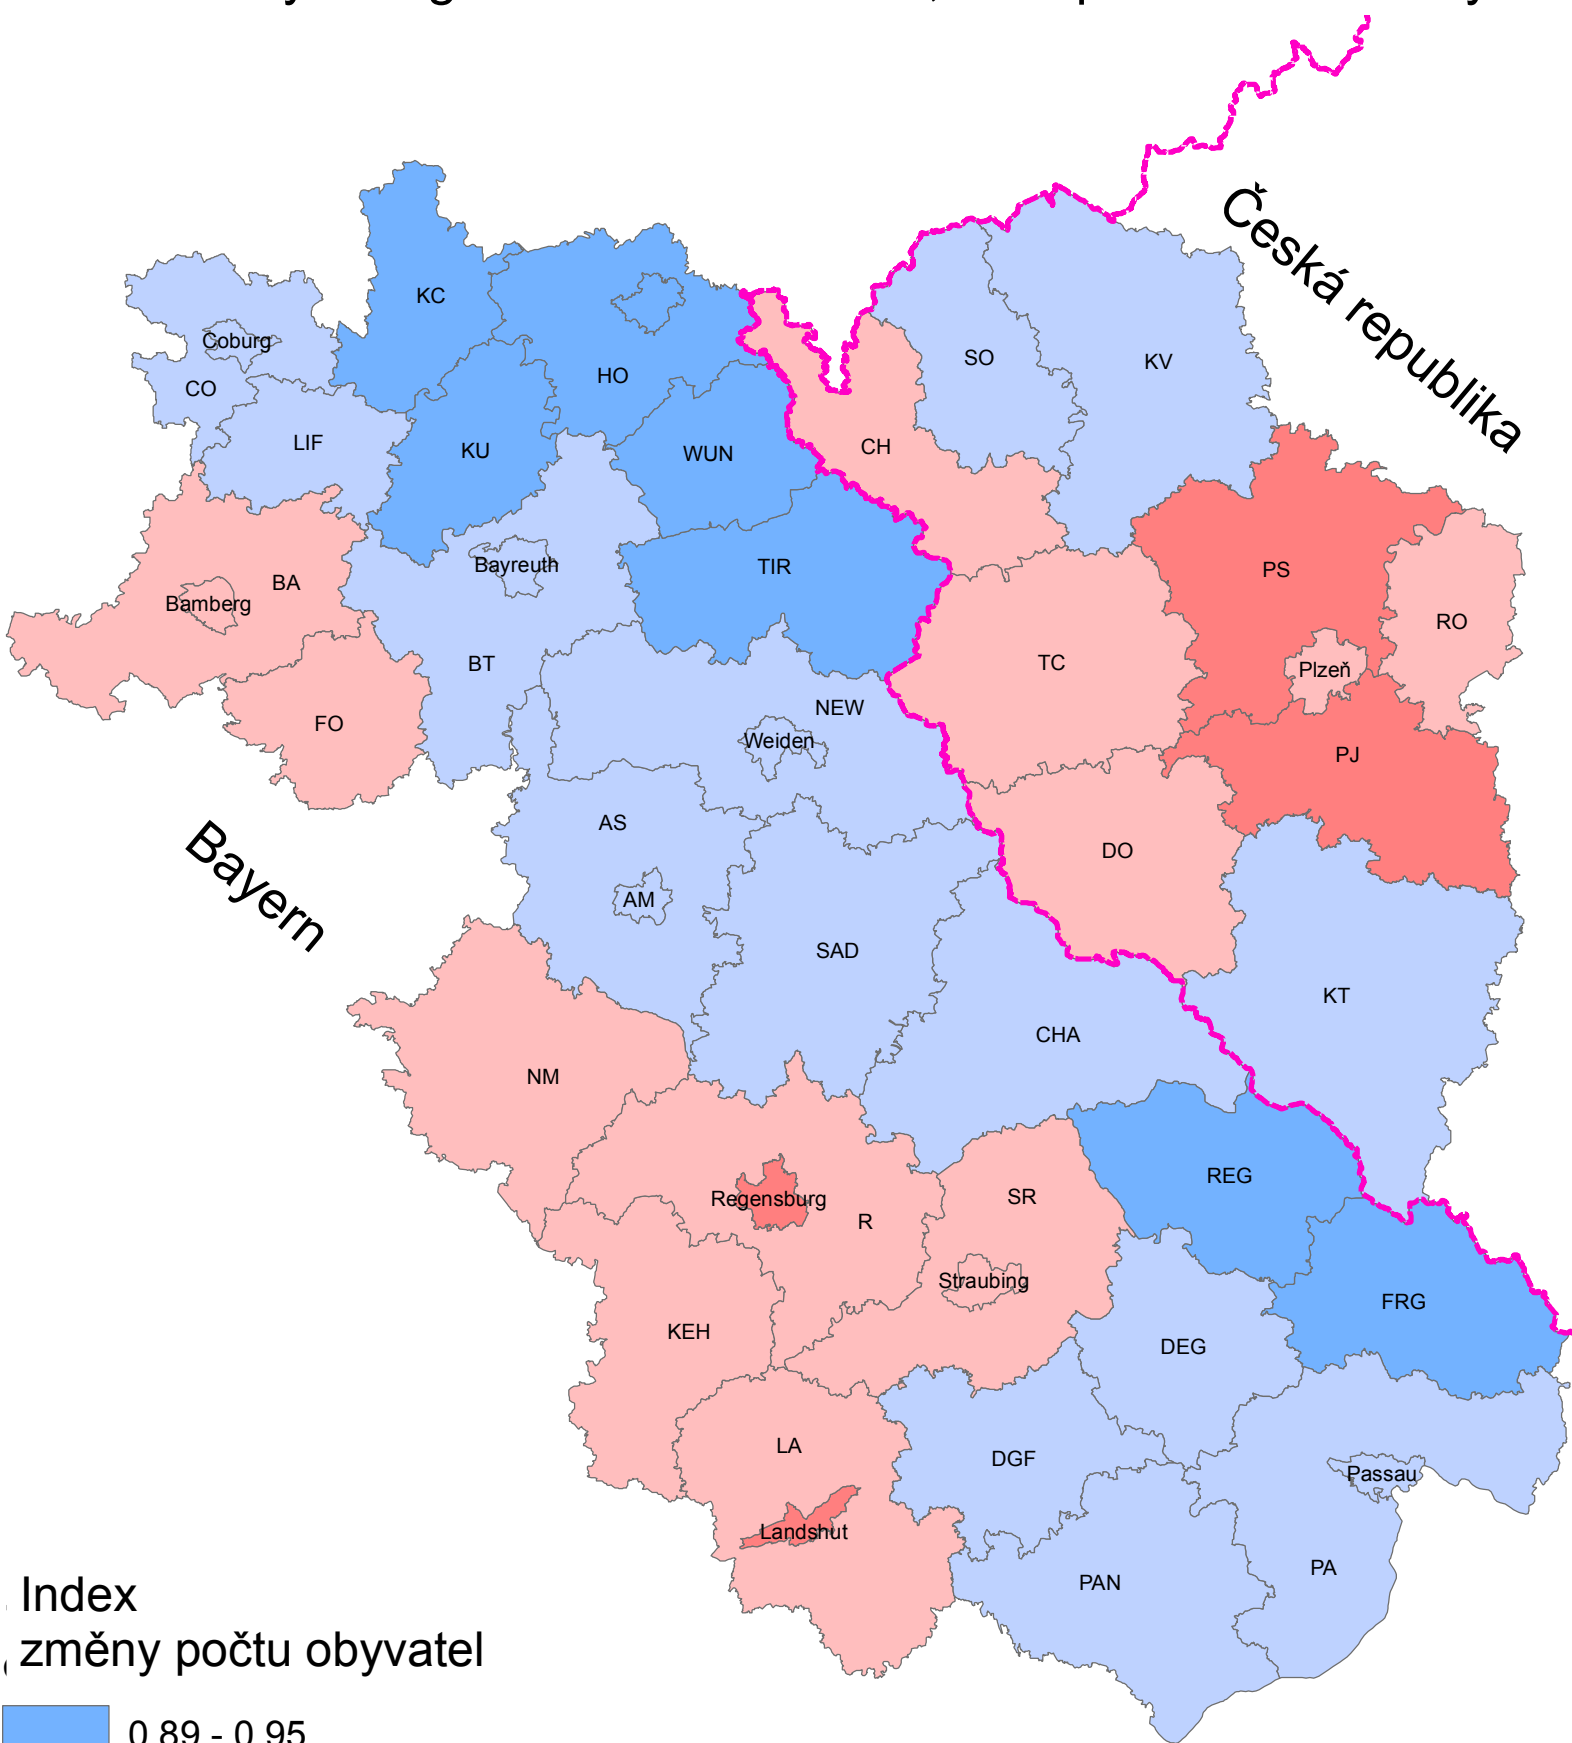 Česká republika
KC
Coburg
CO
HO
SO
KV
LIF
KU
WUN
CH
BA
Bamberg
Bayreuth
TIR
PS
RO
BT
TC
Plzeň
FO
NEW
Weiden
PJ
AS
Bayern
AM
DO
SAD
KT
CHA
NM
REG
Regensburg
R
SR
Straubing
FRG
KEH
DEG
LA
DGF
Passau
Landshut
PAN
PA
Index
změny počtu obyvatel
0.89 - 0.95